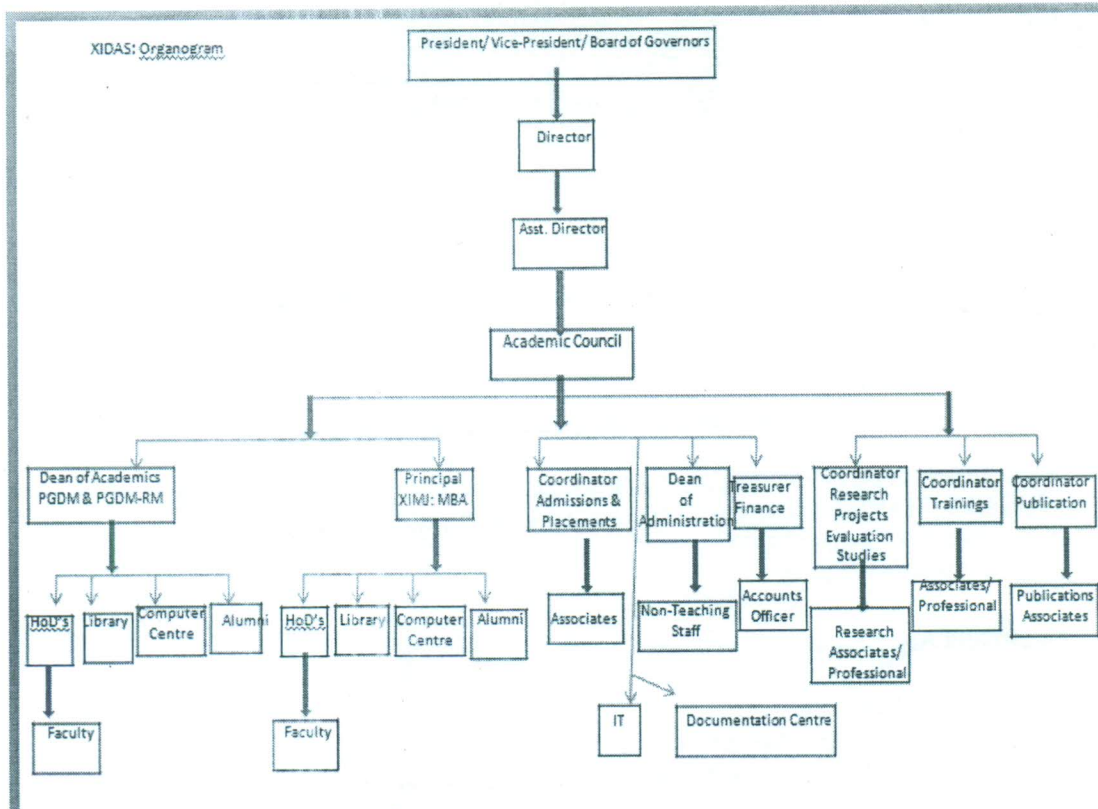 XIDAS: Organogram
President/ Vice-President/ Board of Governors
Director
Asst. Director
Academic Council
Dean of Academics
PGDM & PGDM-RM
Principal
XIMJ: MBA
Coordinator
Admissions &
Placements
Dean
of
Administration
Treasurer
Finance
Coordinator
Research
Projects
Evaluation
Studies
Coordinator
Trainings
Coordinator
Publication
HoD's
Library
Computer
Centre
Alumni
HoD's
Library
Computer
Centre
Alumni
Associates
Non-Teaching
Staff
Accounts
Officer
Research
Associates/
Professional
Associates/
Professional
Publications
Associates
Faculty
Faculty
IT
Documentation Centre